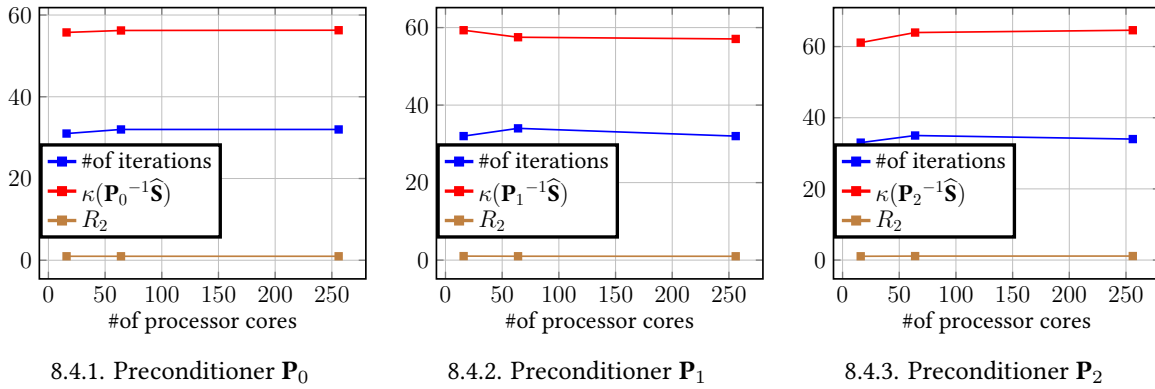 60
40
20
0
#of iterations
κ(P₀⁻¹Ŝ)
R₂
0 50 100 150 200 250
#of processor cores
8.4.1. Preconditioner P₀
60
40
20
0
#of iterations
κ(P₁⁻¹Ŝ)
R₂
0 50 100 150 200 250
#of processor cores
8.4.2. Preconditioner P₁
60
40
20
0
#of iterations
κ(P₂⁻¹Ŝ)
R₂
0 50 100 150 200 250
#of processor cores
8.4.3. Preconditioner P₂